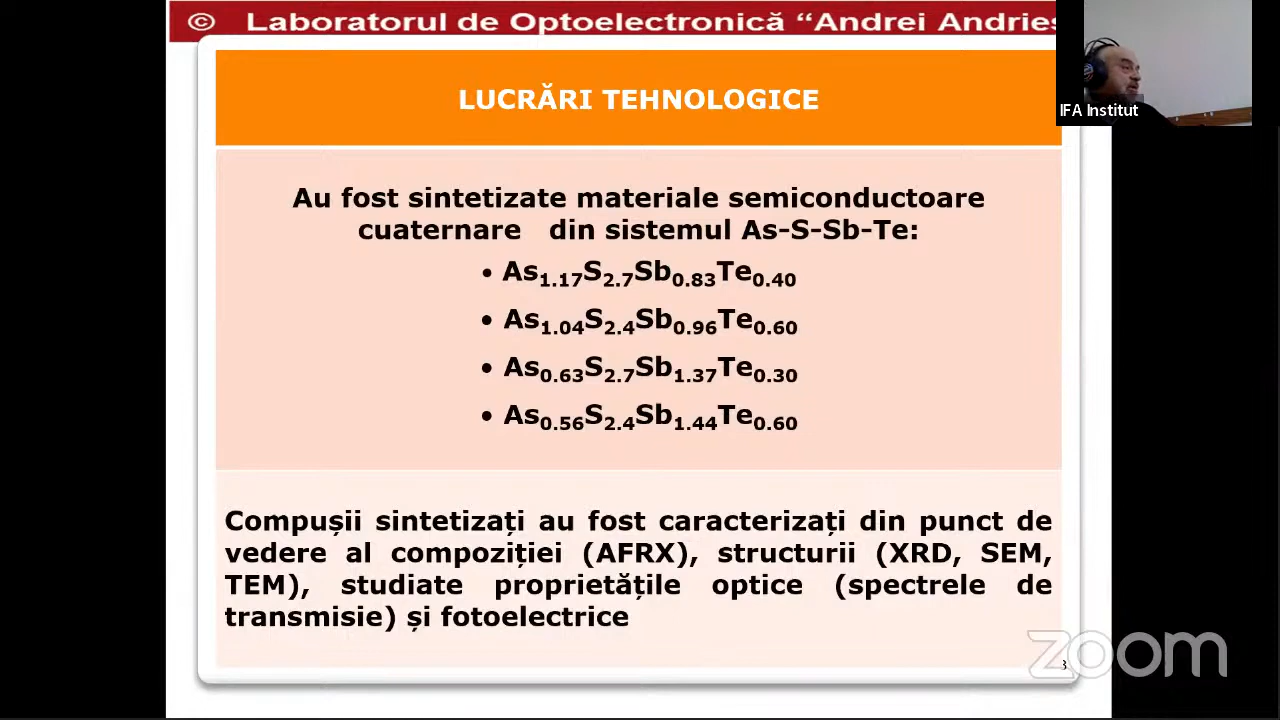 © Laboratorul de Optoelectronică “Andrei Andrieș
IFA Institut
LUCRĂRI TEHNOLOGICE
Au fost sintetizate materiale semiconductoare
cuaternare din sistemul As-S-Sb-Te:
• As1.17S2.7Sb0.83Te0.40
• As1.04S2.4Sb0.96Te0.60
• As0.63S2.7Sb1.37Te0.30
• As0.56S2.4Sb1.44Te0.60
Compușii sintetizați au fost caracterizați din punct de
vedere al compoziției (AFRX), structurii (XRD, SEM,
TEM), studiate proprietățile optice (spectrele de
transmisie) și fotoelectrice
zoom